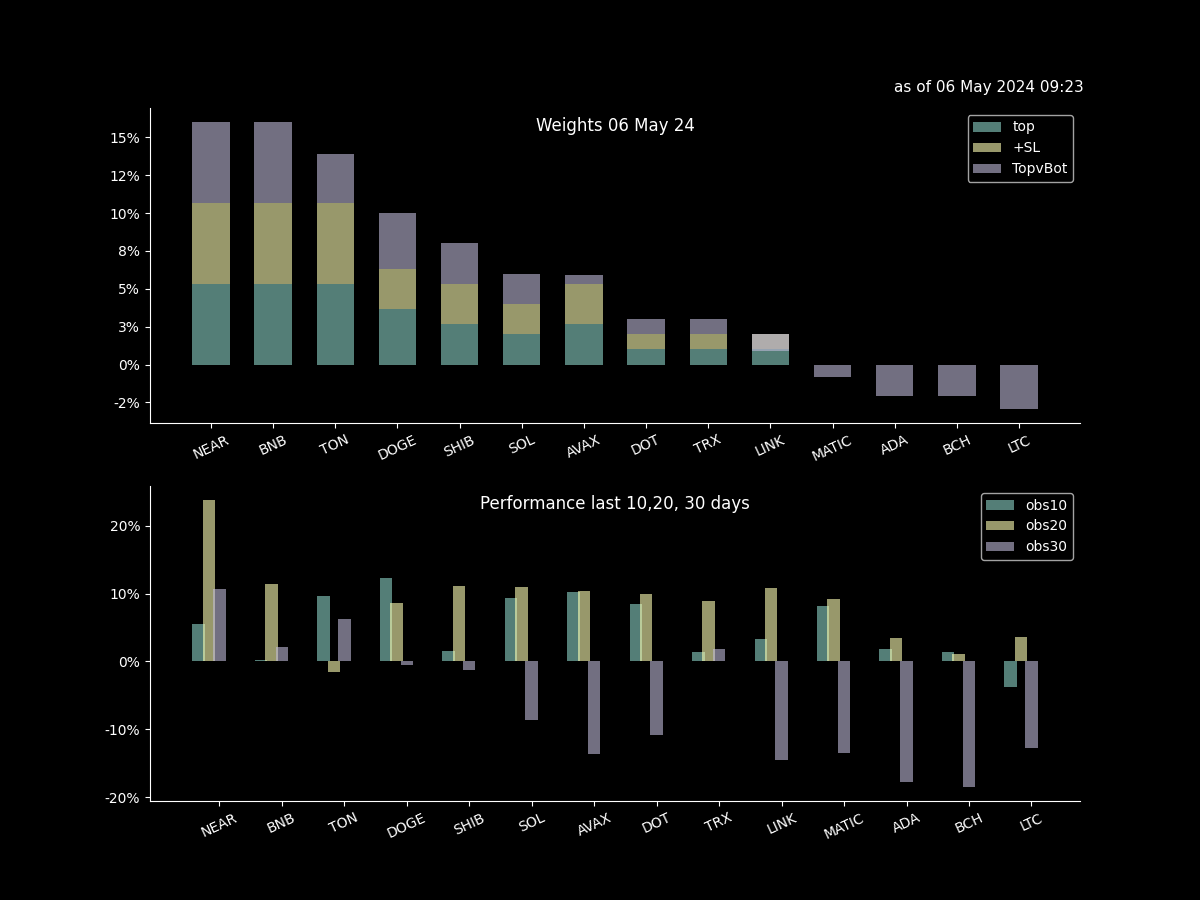 as of 06 May 2024 09:23
Weights 06 May 24
top
+SL
TopvBot
15%
12%
10%
8%
5%
3%
0%
-2%
NEAR BNB TON DOGE SHIB SOL AVAX DOT TRX LINK MATIC ADA BCH LTC
Performance last 10,20, 30 days
obs10
obs20
obs30
20%
10%
0%
-10%
-20%
NEAR BNB TON DOGE SHIB SOL AVAX DOT TRX LINK MATIC ADA BCH LTC